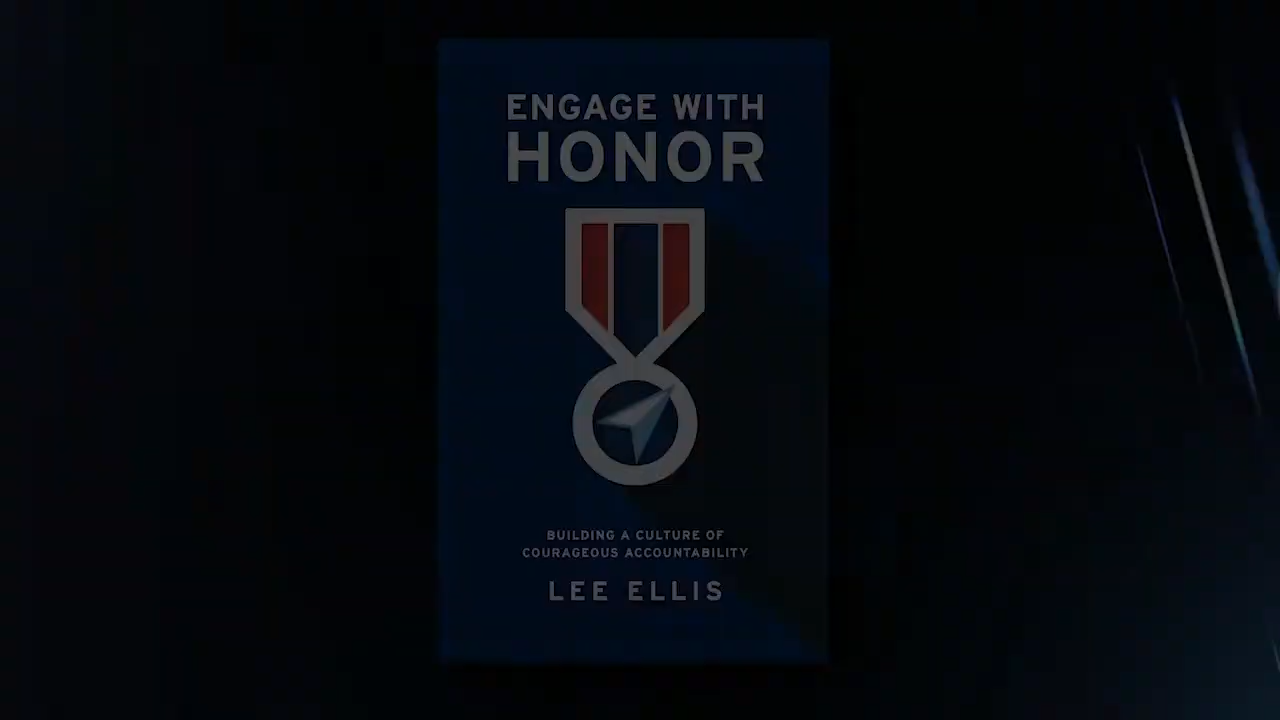 ENGAGE WITH
HONOR
BUILDING A CULTURE OF
COURAGEOUS ACCOUNTABILITY
LEE ELLIS